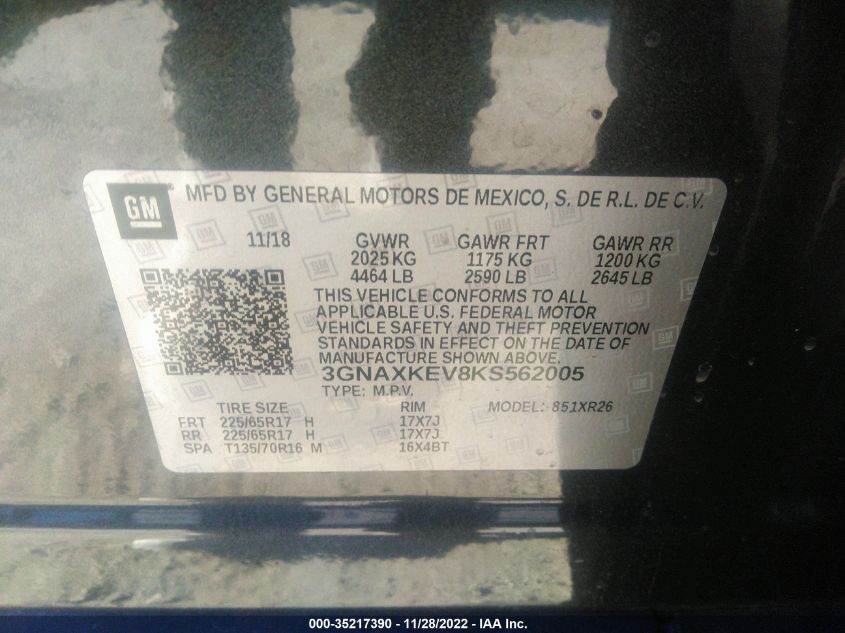 GM
MFD BY GENERAL MOTORS DE MEXICO, S. DE R.L. DE C.V.
11/18 GVWR GAWR FRT GAWR RR
2025 KG 1175 KG 1200 KG
4464 LB 2590 LB 2645 LB
THIS VEHICLE CONFORMS TO ALL
APPLICABLE U.S. FEDERAL MOTOR
VEHICLE SAFETY AND THEFT PREVENTION
STANDARDS IN EFFECT ON THE DATE OF
MANUFACTURE SHOWN ABOVE.
3GNAXKEV8KS562005
TYPE: M.P.V.
TIRE SIZE RIM MODEL: 851XR26
FRT 225/65R17 H 17X7J
RR 225/65R17 H 17X7J
SPA T135/70R16 M 16X4BT
000-35217390 - 11/28/2022 - IAA Inc.